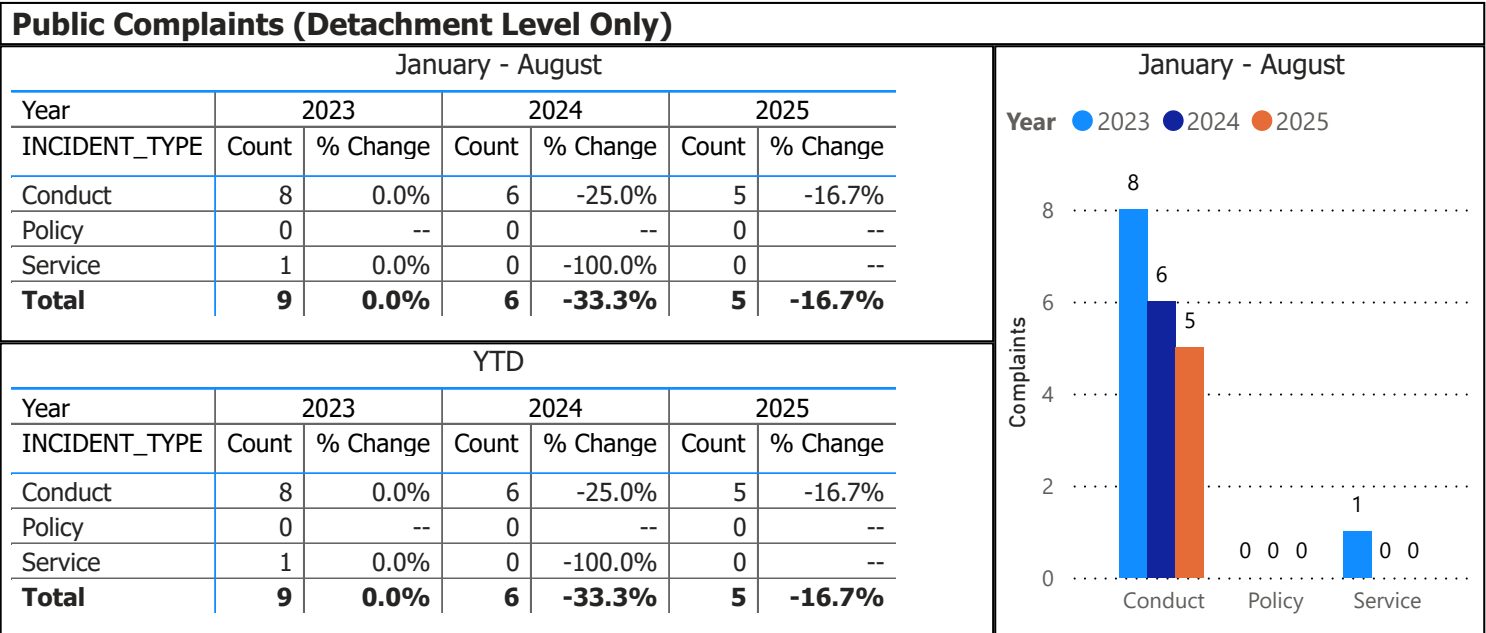 Public Complaints (Detachment Level Only)
January - August
Year 2023 2024 2025
INCIDENT_TYPE Count % Change Count % Change Count % Change
Conduct 8 0.0% 6 -25.0% 5 -16.7%
Policy 0 -- 0 -- 0 --
Service 1 0.0% 0 -100.0% 0 --
Total 9 0.0% 6 -33.3% 5 -16.7%
YTD
Year 2023 2024 2025
INCIDENT_TYPE Count % Change Count % Change Count % Change
Conduct 8 0.0% 6 -25.0% 5 -16.7%
Policy 0 -- 0 -- 0 --
Service 1 0.0% 0 -100.0% 0 --
Total 9 0.0% 6 -33.3% 5 -16.7%
January - August
Year 2023 2024 2025
Complaints
8
6
4
2
0
8
6
5
0 0 0
1
0 0
Conduct Policy Service